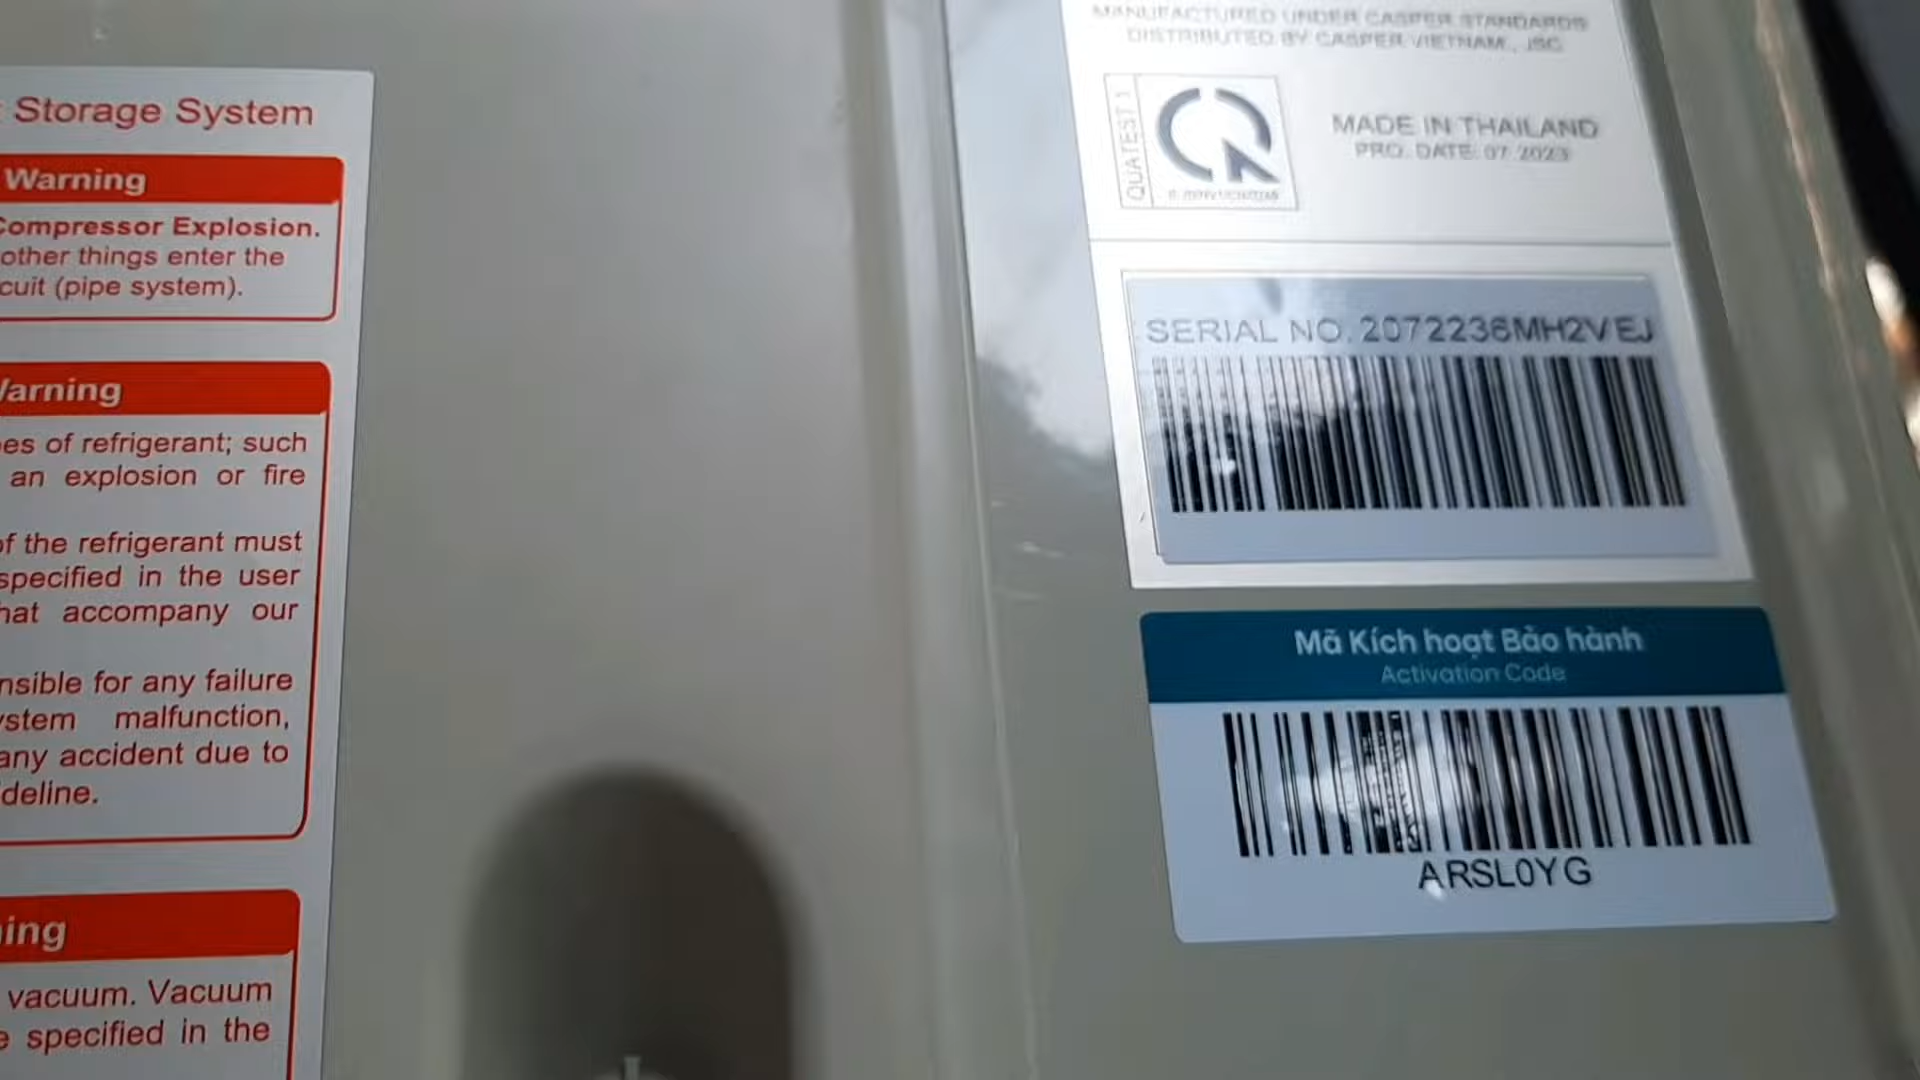 Storage System
Warning
Compressor Explosion.
other things enter the
cuit (pipe system).
Warning
es of refrigerant; such
an explosion or fire
of the refrigerant must
specified in the user
hat accompany our
nsible for any failure
ystem malfunction,
any accident due to
deline.
ing
vacuum. Vacuum
e specified in the
MANUFACTURED UNDER CASPER STANDARDS
DISTRIBUTED BY CASPER VIETNAM., JSC
QUATEST 1
MADE IN THAILAND
PRO. DATE: 07.2023
SERIAL NO. 2072236MH2VEJ
Mã Kích hoạt Bảo hành
Activation Code
ARSL0YG